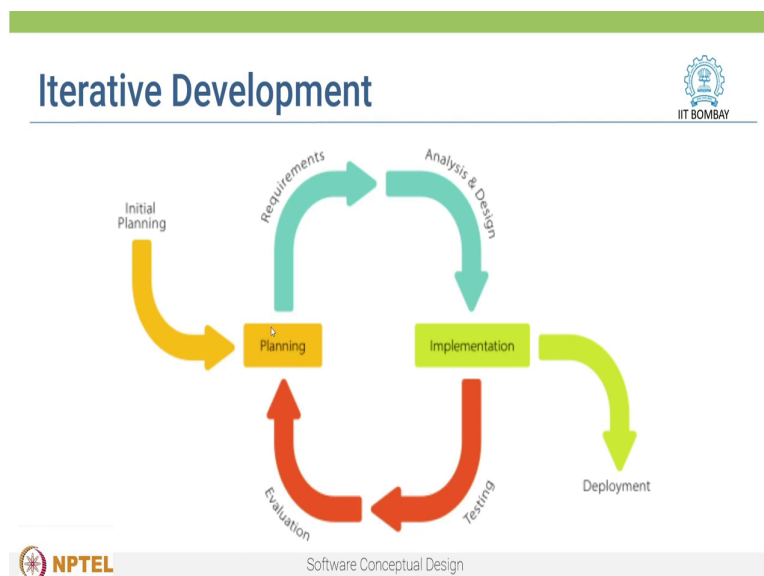 Iterative Development
IIT BOMBAY
Initial
Planning
Requirements
Analysis & Design
Planning
Implementation
Evaluation
Testing
Deployment
NPTEL
Software Conceptual Design